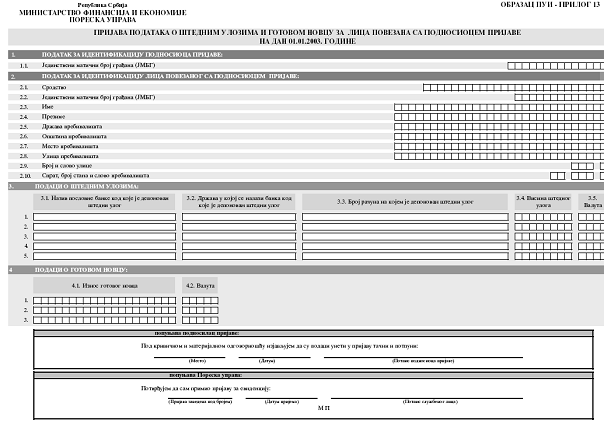 Република Србија
ОБРАЗАЦ ПУИ - ПРИЛОГ 13
МИНИСТАРСТВО ФИНАНСИЈА И ЕКОНОМИЈЕ
ПОРЕСКА УПРАВА
ПРИЈАВА ПОДАТАКА О ШТЕДНИМ УЛОЗИМА И ГОТОВОМ НОВЦУ ЗА ЛИЦА ПОВЕЗАНА СА ПОДНОСИОЦЕМ ПРИЈАВЕ
НА ДАН 01.01.2003. ГОДИНЕ
1. ПОДАТАК ЗА ИДЕНТИФИКАЦИЈУ ПОДНОСИОЦА ПРИЈАВЕ:
1.1. Јединствени матични број грађана (ЈМБГ)
2. ПОДАТАК ЗА ИДЕНТИФИКАЦИЈУ ЛИЦА ПОВЕЗАНОГ СА ПОДНОСИОЦЕМ ПРИЈАВЕ:
2.1. Сродство
2.2. Јединствени матични број грађана (ЈМБГ)
2.3. Име
2.4. Презиме
2.5. Држава пребивалишта
2.6. Општина пребивалишта
2.7. Место пребивалишта
2.8. Улица пребивалишта
2.9. Број и слово улице
2.10. Спрат, број стана и слово пребивалишта
3. ПОДАЦИ О ШТЕДНИМ УЛОЗИМА:
3.1. Назив пословне банке код које је депонован штедни улог
3.2. Држава у којој се налази банка код које је депонован штедни улог
3.3. Број рачуна на којем је депонован штедни улог
3.4. Висина штедног улога
3.5. Валута
1.
2.
3.
4.
5.
4 ПОДАЦИ О ГОТОВОМ НОВЦУ:
4.1. Износ готовог новца
4.2. Валута
1.
2.
3.
попуњава подносилац пријаве:
Под кривичном и материјалном одговорношћу изјављујем да су подаци унети у пријаву тачни и потпуни:
(Место)
(Датум)
(Потпис подносиоца пријаве)
попуњава Пореска управа:
Потврђујем да сам примио пријаву за евиденцију:
(Пријава заведена под бројем)
(Датум пријема)
(Потпис службеног лица)
М П